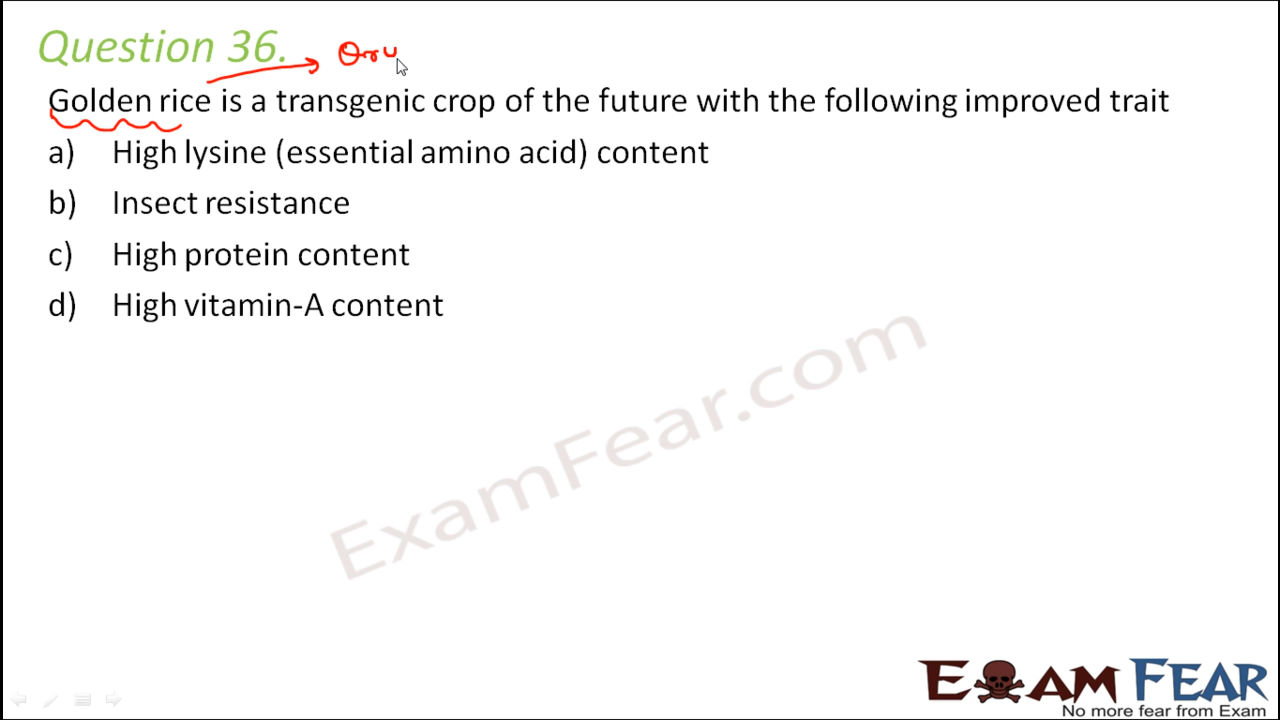 Question 36.
Ory
Golden rice is a transgenic crop of the future with the following improved trait
a) High lysine (essential amino acid) content
b) Insect resistance
c) High protein content
d) High vitamin-A content
ExamFear.com
EXAM FEAR
No more fear from Exam